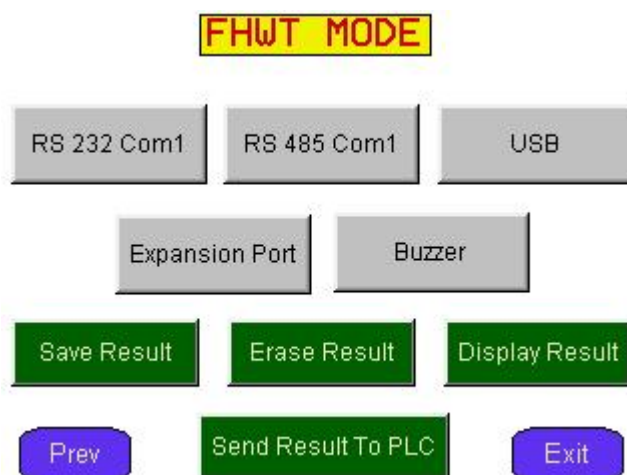 FHWT MODE
RS 232 Com1
RS 485 Com1
USB
Expansion Port
Buzzer
Save Result
Erase Result
Display Result
Prev
Send Result To PLC
Exit